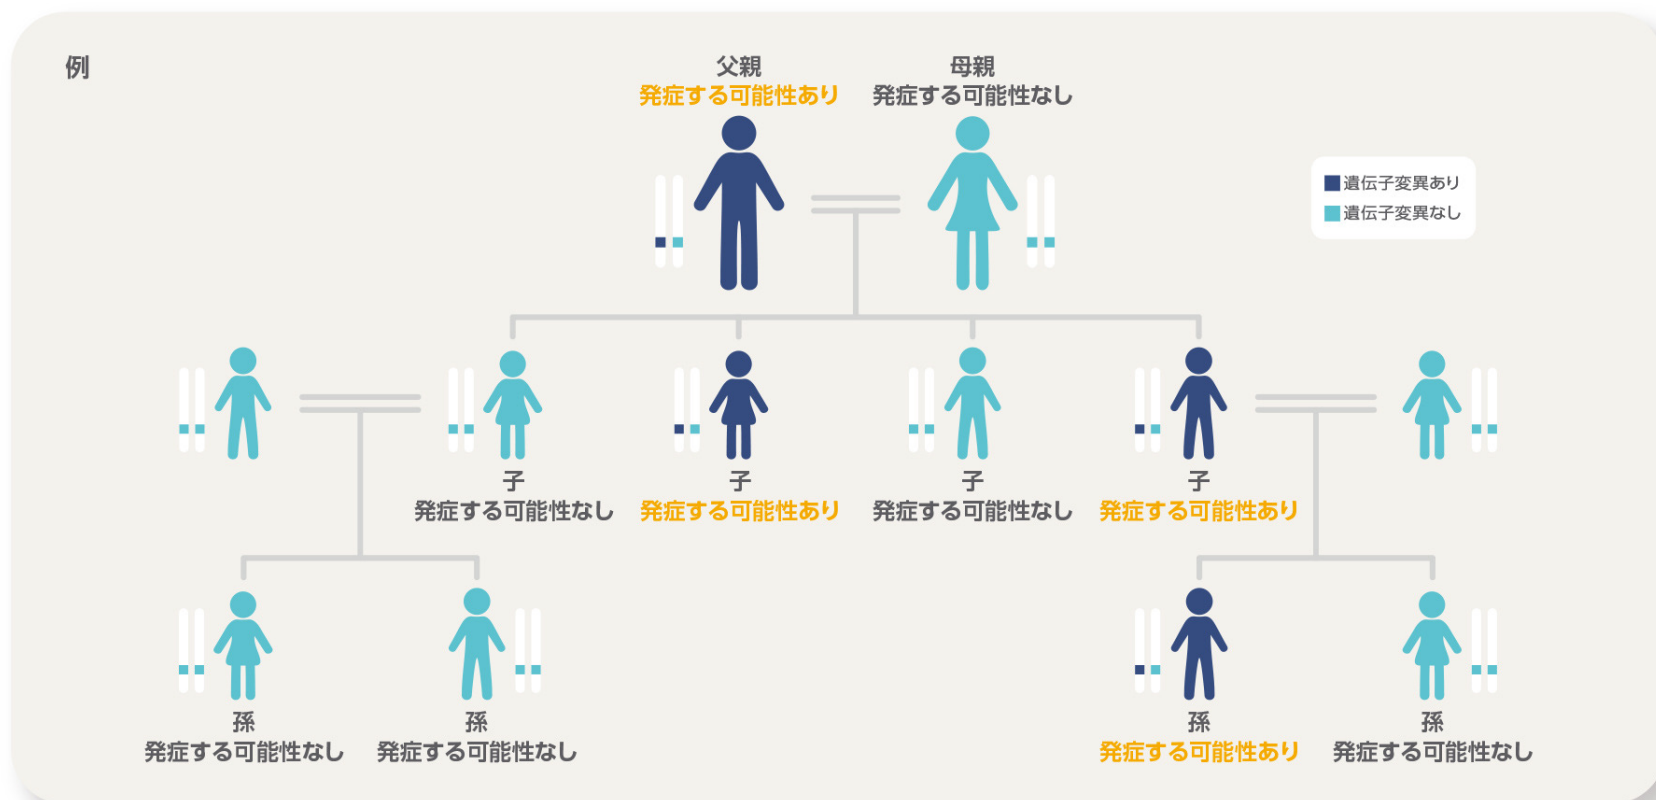 例
父親
発症する可能性あり
母親
発症する可能性なし
遺伝子変異あり
遺伝子変異なし
子
発症する可能性なし
子
発症する可能性あり
子
発症する可能性なし
子
発症する可能性あり
孫
発症する可能性なし
孫
発症する可能性なし
孫
発症する可能性あり
孫
発症する可能性なし